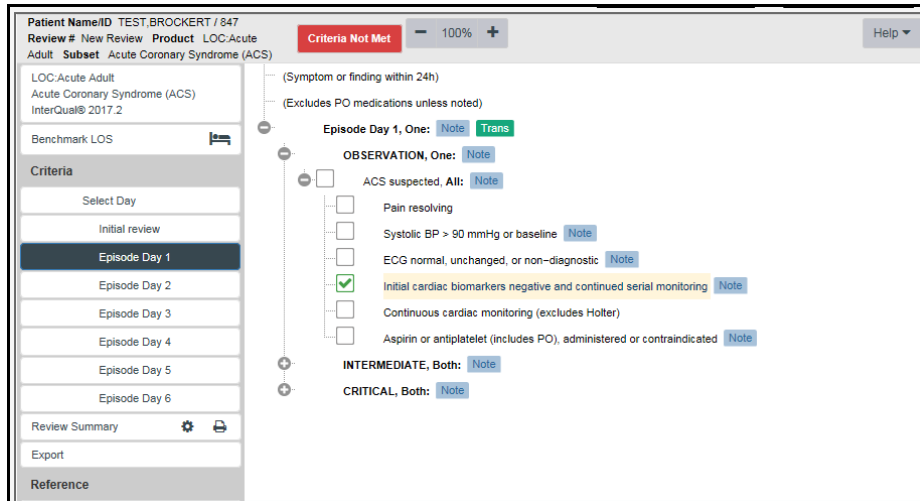 Patient Name/ID TEST,BROCKERT / 847
Review # New Review Product LOC:Acute
Adult Subset Acute Coronary Syndrome (ACS)
Criteria Not Met
100%
Help
LOC:Acute Adult
Acute Coronary Syndrome (ACS)
InterQual® 2017.2
Benchmark LOS
Criteria
Select Day
Initial review
Episode Day 1
Episode Day 2
Episode Day 3
Episode Day 4
Episode Day 5
Episode Day 6
Review Summary
Export
Reference
(Symptom or finding within 24h)
(Excludes PO medications unless noted)
Episode Day 1, One: Note Trans
OBSERVATION, One: Note
ACS suspected, All: Note
Pain resolving
Systolic BP > 90 mmHg or baseline Note
ECG normal, unchanged, or non-diagnostic Note
Initial cardiac biomarkers negative and continued serial monitoring Note
Continuous cardiac monitoring (excludes Holter)
Aspirin or antiplatelet (includes PO), administered or contraindicated Note
INTERMEDIATE, Both: Note
CRITICAL, Both: Note